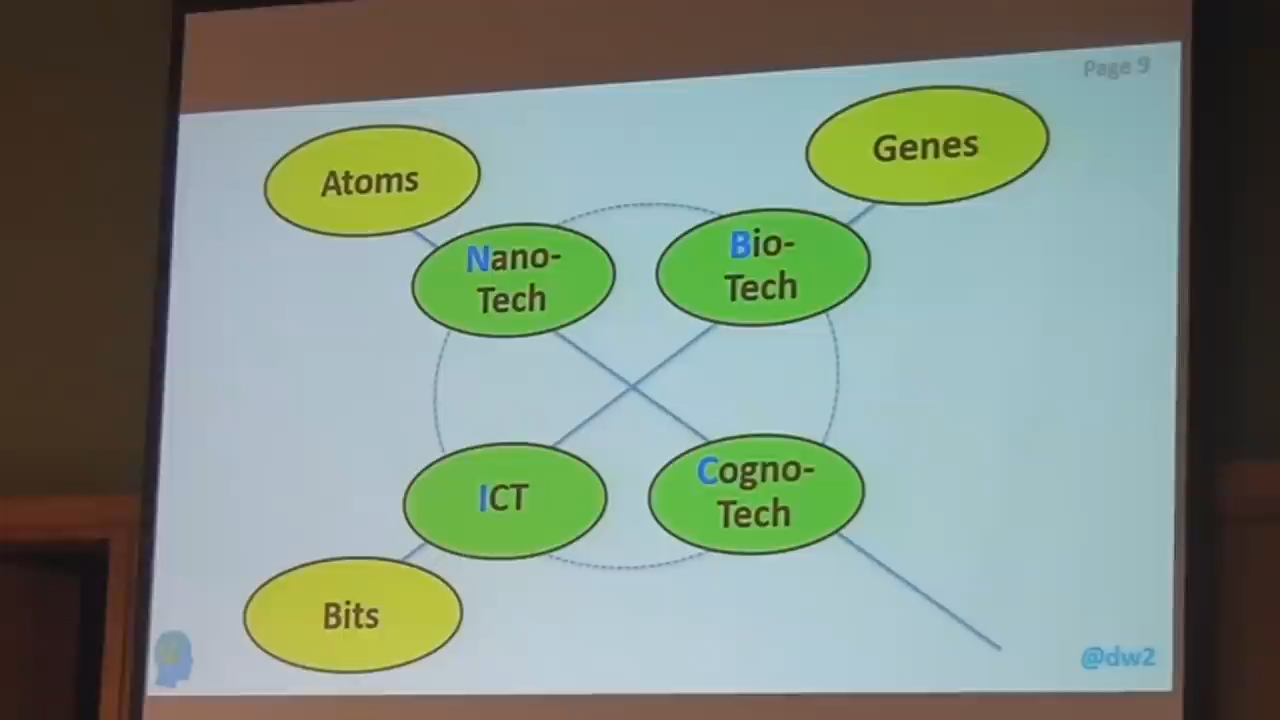 Page 9
Atoms
Genes
Nano-
Tech
Bio-
Tech
ICT
Cogno-
Tech
Bits
@dw2